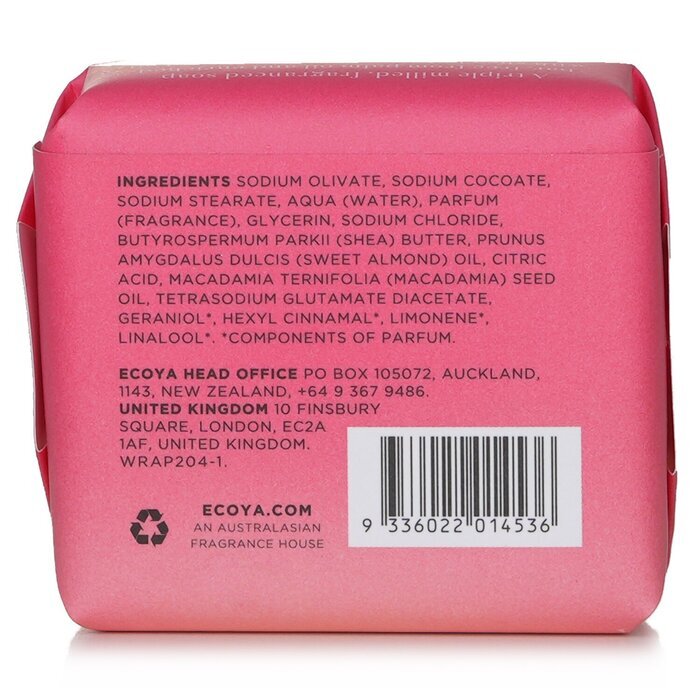 A triple milled, fragranced soap
INGREDIENTS SODIUM OLIVATE, SODIUM COCOATE,
SODIUM STEARATE, AQUA (WATER), PARFUM
(FRAGRANCE), GLYCERIN, SODIUM CHLORIDE,
BUTYROSPERMUM PARKII (SHEA) BUTTER, PRUNUS
AMYGDALUS DULCIS (SWEET ALMOND) OIL, CITRIC
ACID, MACADAMIA TERNIFOLIA (MACADAMIA) SEED
OIL, TETRASODIUM GLUTAMATE DIACETATE,
GERANIOL*, HEXYL CINNAMAL*, LIMONENE*,
LINALOOL*. *COMPONENTS OF PARFUM.
ECOYA HEAD OFFICE PO BOX 105072, AUCKLAND,
1143, NEW ZEALAND, +64 9 367 9486.
UNITED KINGDOM 10 FINSBURY
SQUARE, LONDON, EC2A
1AF, UNITED KINGDOM.
WRAP204-1.
ECOYA.COM
AN AUSTRALASIAN
FRAGRANCE HOUSE
9 336022 014536